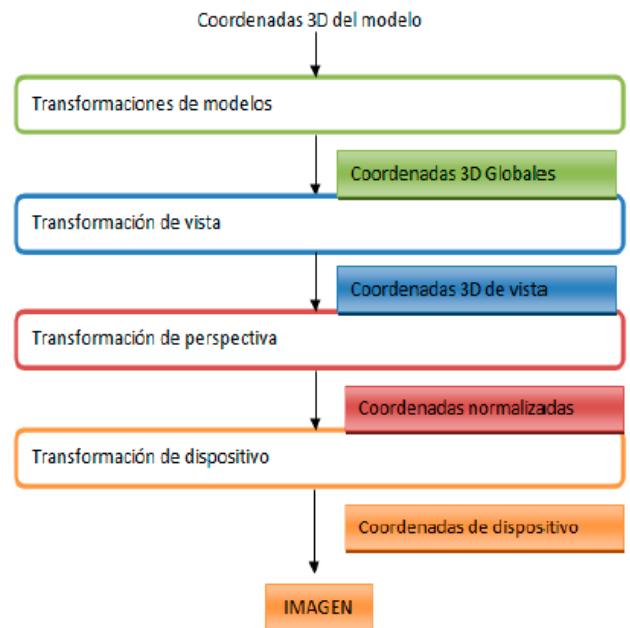 Coordenadas 3D del modelo
Transformaciones de modelos
Coordenadas 3D Globales
Transformación de vista
Coordenadas 3D de vista
Transformación de perspectiva
Coordenadas normalizadas
Transformación de dispositivo
Coordenadas de dispositivo
IMAGEN